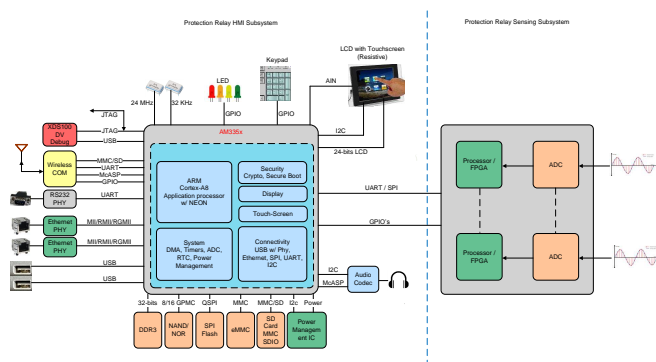 Protection Relay HMI Subsystem
Protection Relay Sensing Subsystem
LCD with Touchscreen
(Resistive)
Keypad
LED
24 MHz
32 KHz
AIN
JTAG
GPIO
GPIO
XDS100
DV
Debug
JTAG
USB
AM335x
I2C
24-bits LCD
Wireless
COM
MMC/SD
UART
McASP
GPIO
ARM
Cortex-A8
Application processor
w/ NEON
Security
Crypto, Secure Boot
Display
Touch-Screen
Processor /
FPGA
ADC
RS232
PHY
UART
UART / SPI
Ethernet
PHY
MII/RMII/RGMII
GPIO's
Ethernet
PHY
MII/RMII/RGMII
System
DMA, Timers, ADC,
RTC, Power
Management
Connectivity
USB w/ Phy,
Ethernet, SPI, UART,
I2C
Processor /
FPGA
ADC
USB
USB
I2C
McASP
Audio
Codec
32-bits
8/16 GPMC
QSPI
MMC
MMC/SD
I2c
Power
DDR3
NAND/
NOR
SPI
Flash
eMMC
SD
Card
MMC
SDIO
Power
Managem
ent IC